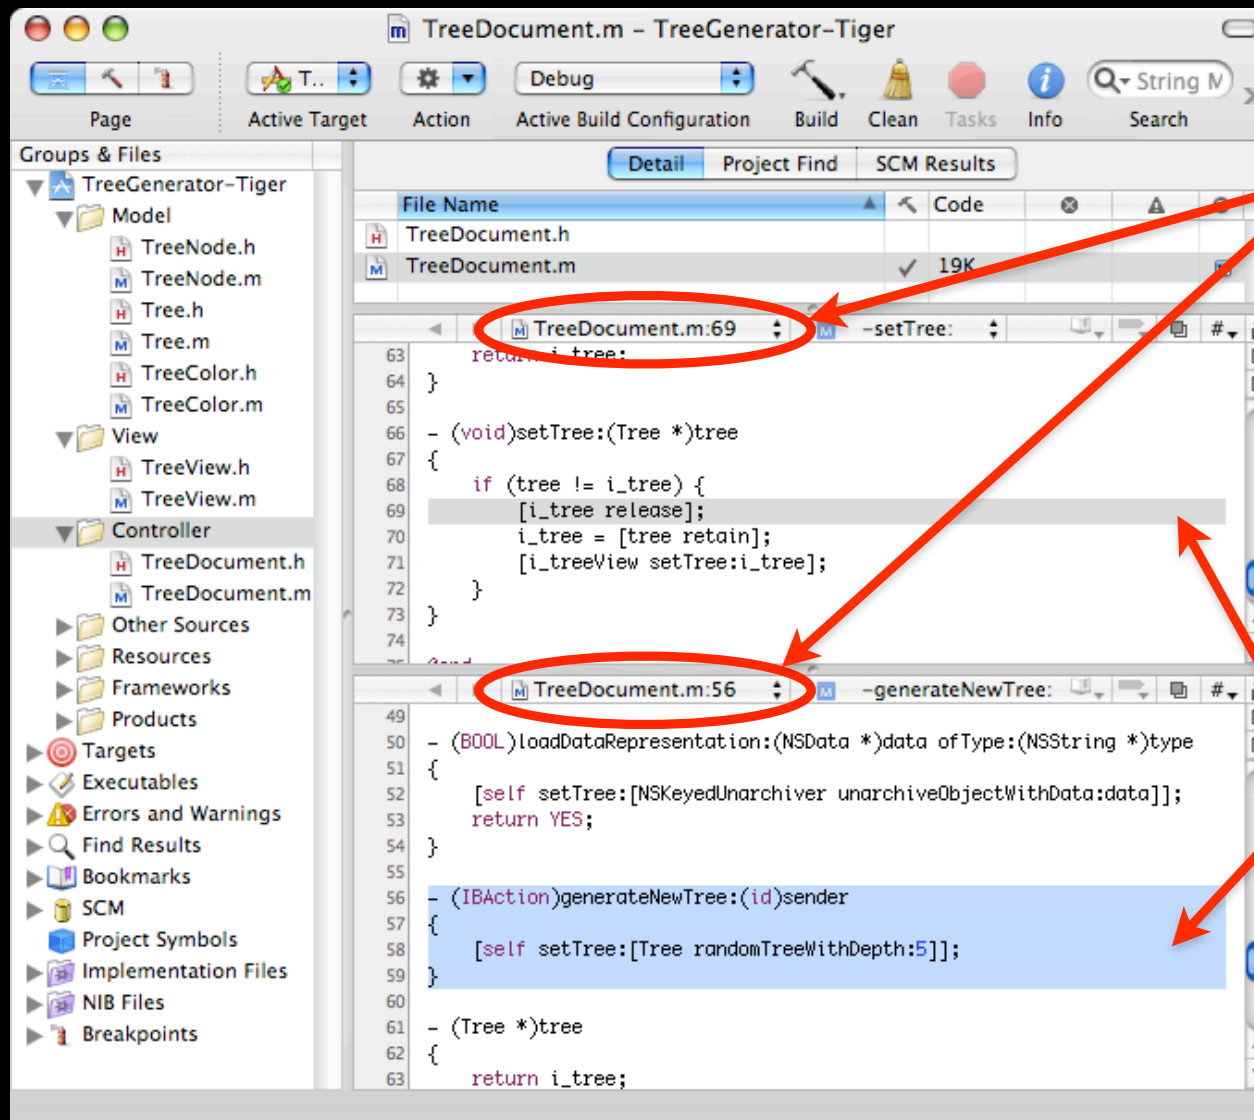 TreeDocument.m – TreeGenerator-Tiger
T..
Debug
String M
Page
Active Target
Action
Active Build Configuration
Build
Clean
Tasks
Info
Search
Groups & Files
TreeGenerator-Tiger
Model
TreeNode.h
TreeNode.m
Tree.h
Tree.m
TreeColor.h
TreeColor.m
View
TreeView.h
TreeView.m
Controller
TreeDocument.h
TreeDocument.m
Other Sources
Resources
Frameworks
Products
Targets
Executables
Errors and Warnings
Find Results
Bookmarks
SCM
Project Symbols
Implementation Files
NIB Files
Breakpoints
Detail Project Find SCM Results
File Name Code
TreeDocument.h
TreeDocument.m 19K
TreeDocument.m:69 -setTree: #
63 return i_tree;
64 }
65
66 - (void)setTree:(Tree *)tree
67 {
68 if (tree != i_tree) {
69 [i_tree release];
70 i_tree = [tree retain];
71 [i_treeView setTree:i_tree];
72 }
73 }
74
75 @end
TreeDocument.m:56 -generateNewTree: #
49
50 - (BOOL)loadDataRepresentation:(NSData *)data ofType:(NSString *)type
51 {
52 [self setTree:[NSKeyedUnarchiver unarchiveObjectWithData:data]];
53 return YES;
54 }
55
56 - (IBAction)generateNewTree:(id)sender
57 {
58 [self setTree:[Tree randomTreeWithDepth:5]];
59 }
60
61 - (Tree *)tree
62 {
63 return i_tree;